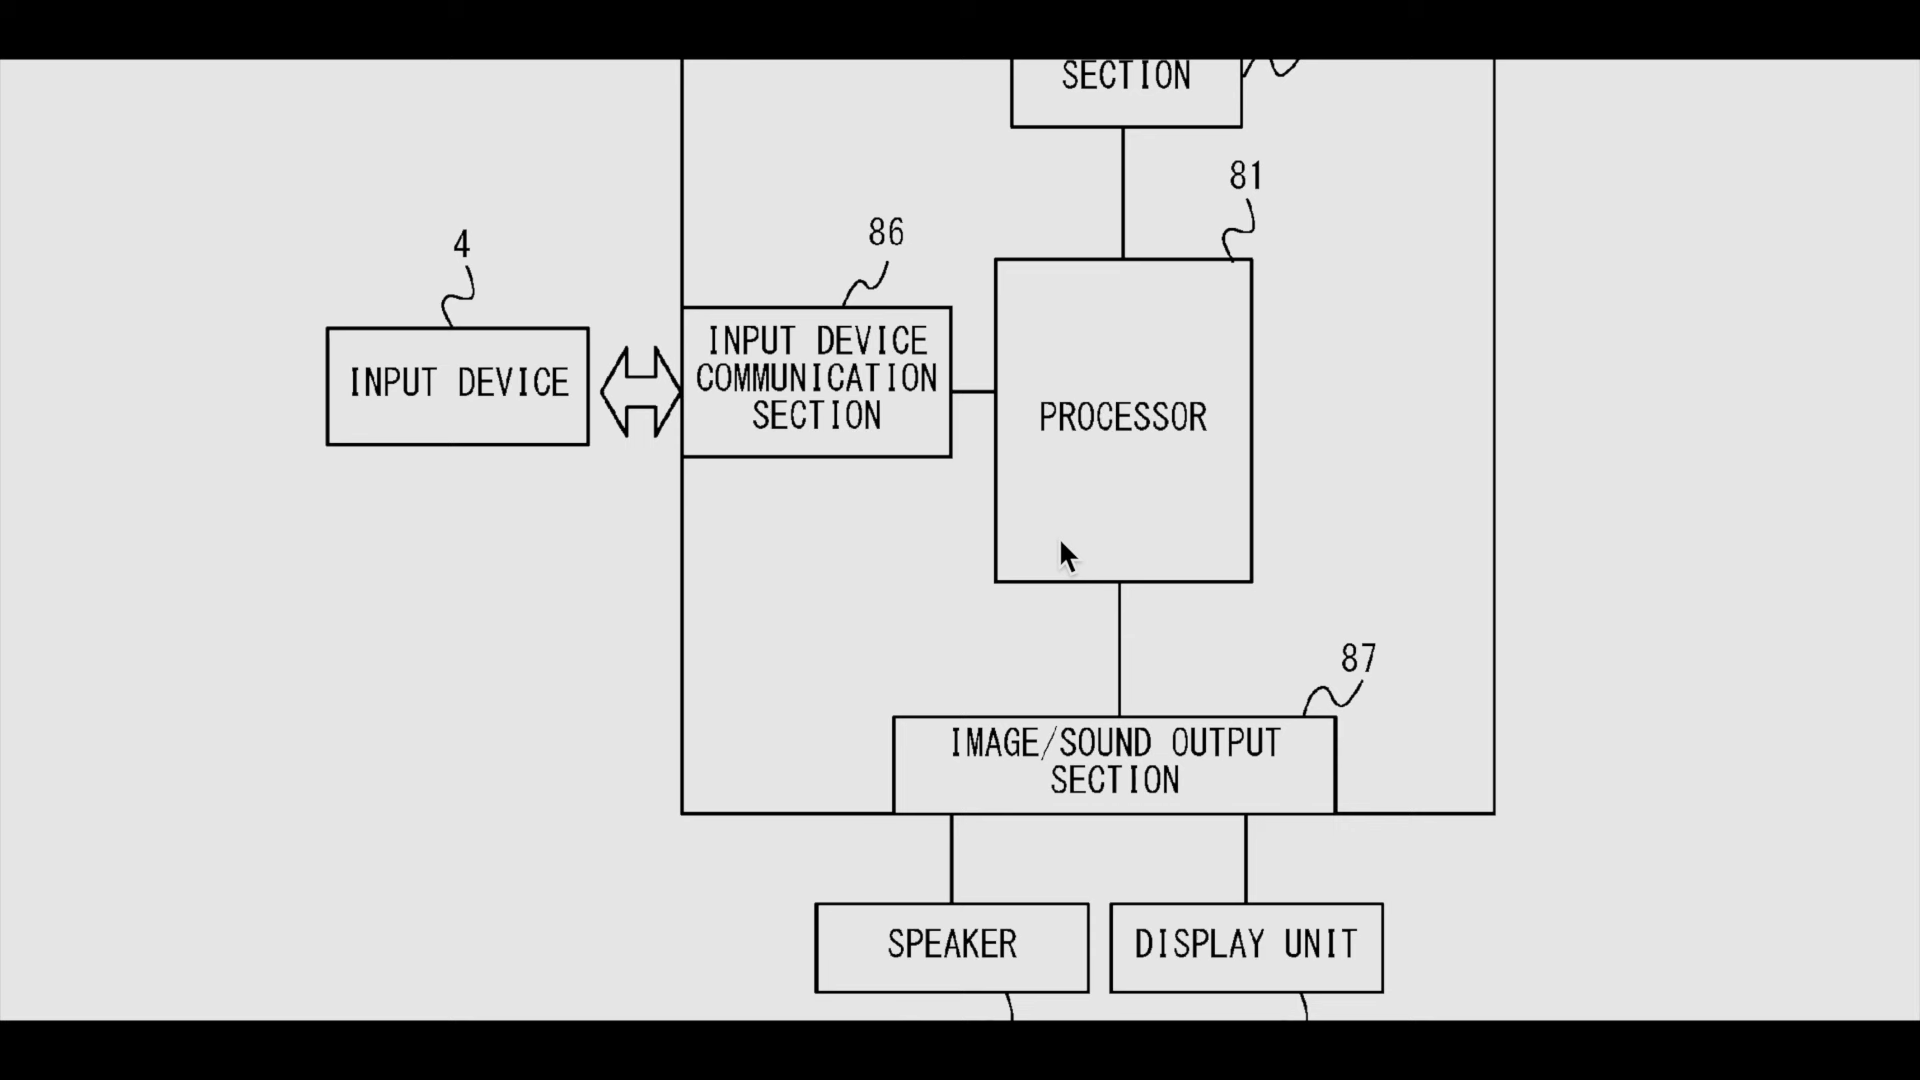 SECTION
81
86
4
INPUT DEVICE
COMMUNICATION
SECTION
INPUT DEVICE
PROCESSOR
87
IMAGE/SOUND OUTPUT
SECTION
SPEAKER
DISPLAY UNIT